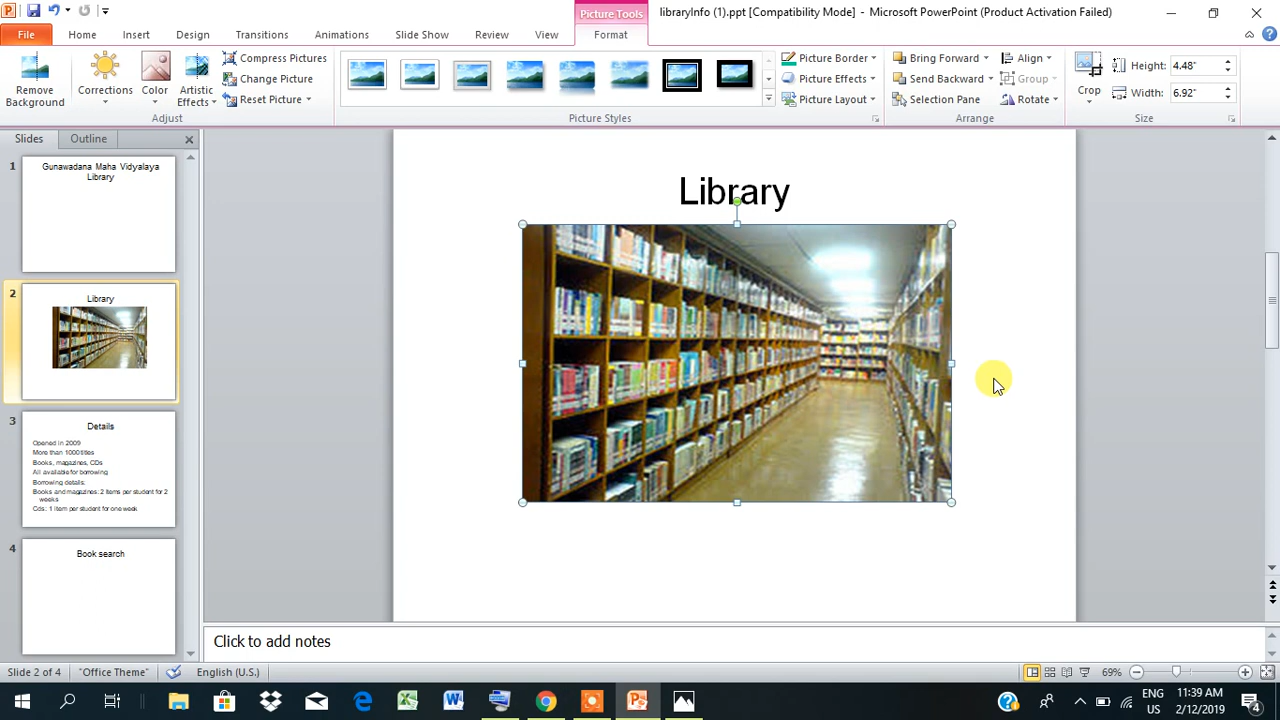 Picture Tools
libraryInfo (1).ppt [Compatibility Mode] - Microsoft PowerPoint (Product Activation Failed)
File Home Insert Design Transitions Animations Slide Show Review View Format
Remove Background
Corrections
Color
Artistic Effects
Compress Pictures
Change Picture
Reset Picture
Adjust
Picture Styles
Picture Border
Picture Effects
Picture Layout
Bring Forward
Send Backward
Selection Pane
Align
Group
Rotate
Arrange
Crop
Height: 4.48"
Width: 6.92"
Size
Slides Outline
1
Gunawadana Maha Vidyalaya
Library
2
Library
3
Details
Opened in 2009
More than 1000 titles
Books, magazines, CDs
All available for borrowing
Borrowing details:
Books and magazines: 2 items per student for 2
weeks
Cds: 1 item per student for one week
4
Book search
Library
Click to add notes
Slide 2 of 4 "Office Theme" English (U.S.) 69%
ENG
US
11:39 AM
2/12/2019
4